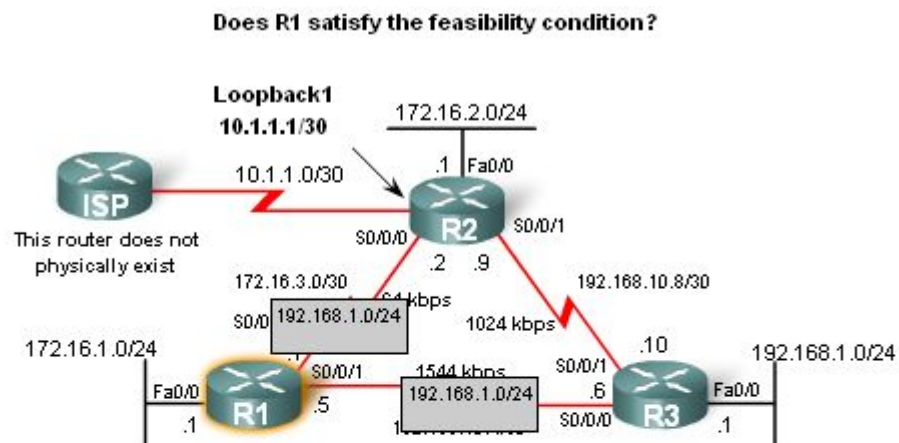 Does R1 satisfy the feasibility condition?
Loopback1
10.1.1.1/30
172.16.2.0/24
.1 Fa0/0
10.1.1.0/30
ISP
R2
This router does not
physically exist
S0/0/0
S0/0/1
.2 .9
172.16.3.0/30
192.168.10.8/30
kbps
192.168.1.0/24
1024 kbps
172.16.1.0/24
.10
192.168.1.0/24
S0/0/1
1544 kbps
S0/0/1
Fa0/0
R1
.5
192.168.1.0/24
.6
R3
Fa0/0
.1
S0/0/0
.1